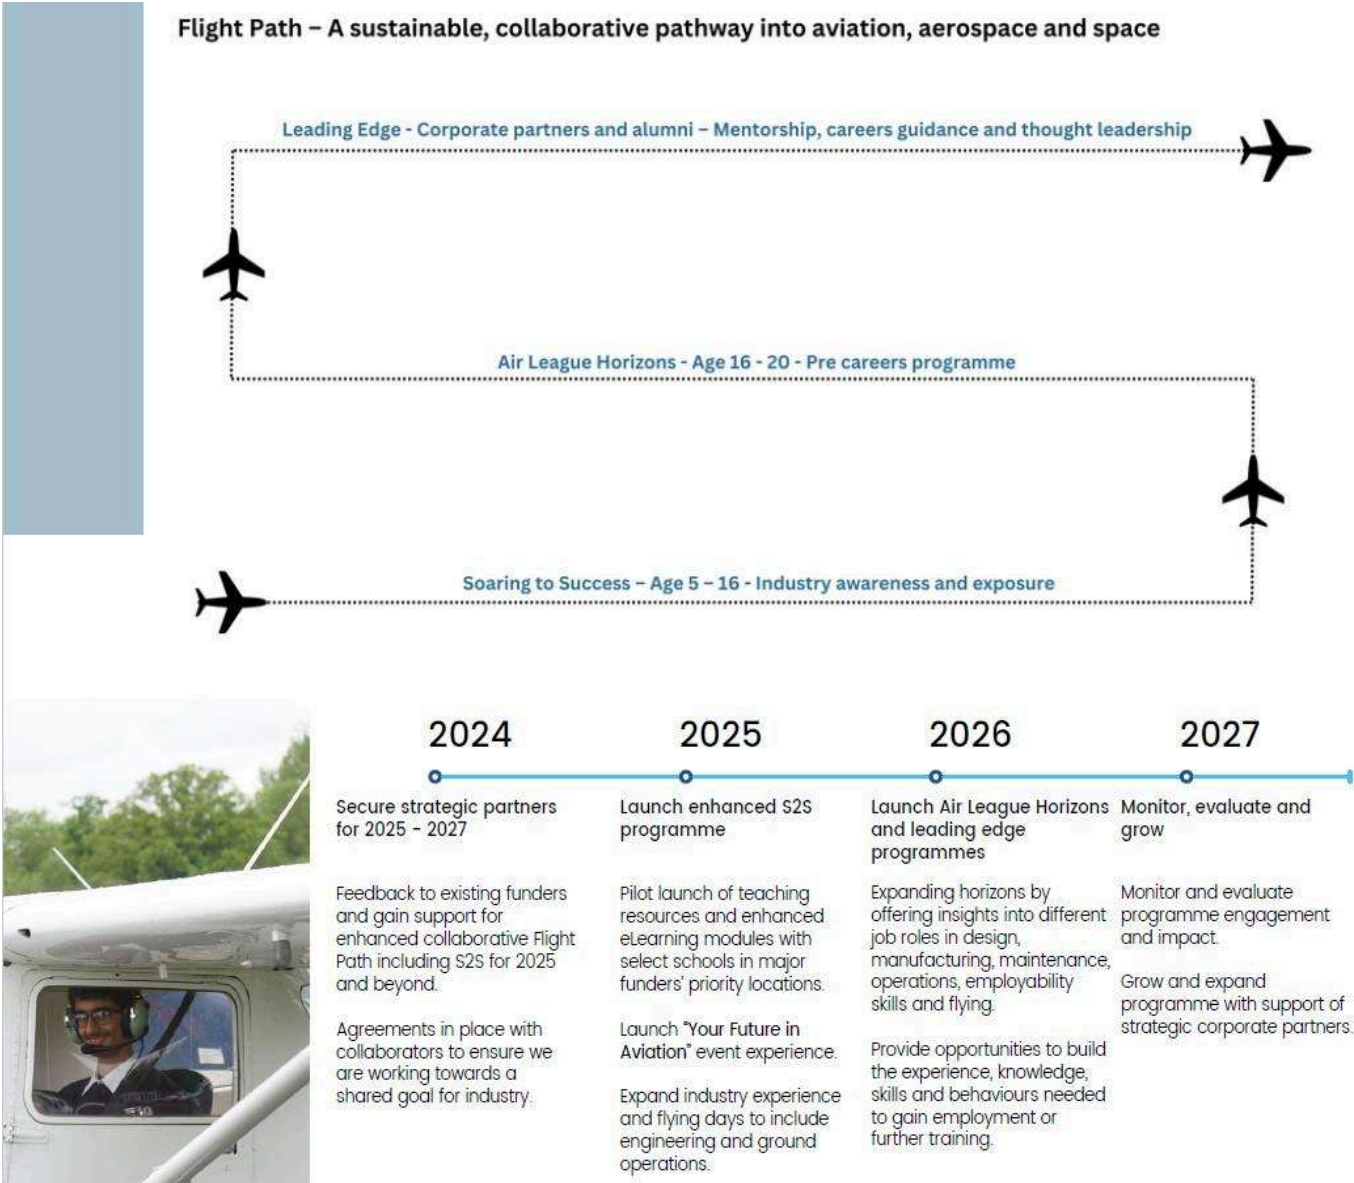 Flight Path – A sustainable, collaborative pathway into aviation, aerospace and space
Leading Edge - Corporate partners and alumni – Mentorship, careers guidance and thought leadership
Air League Horizons - Age 16 - 20 - Pre careers programme
Soaring to Success – Age 5 – 16 - Industry awareness and exposure
2024
Secure strategic partners
for 2025 - 2027
Feedback to existing funders
and gain support for
enhanced collaborative Flight
Path including S2S for 2025
and beyond.
Agreements in place with
collaborators to ensure we
are working towards a
shared goal for industry.
2025
Launch enhanced S2S
programme
Pilot launch of teaching
resources and enhanced
eLearning modules with
select schools in major
funders' priority locations.
Launch "Your Future in
Aviation" event experience.
Expand industry experience
and flying days to include
engineering and ground
operations.
2026
Launch Air League Horizons
and leading edge
programmes
Expanding horizons by
offering insights into different
job roles in design,
manufacturing, maintenance,
operations, employability
skills and flying.
Provide opportunities to build
the experience, knowledge,
skills and behaviours needed
to gain employment or
further training.
2027
Monitor, evaluate and
grow
Monitor and evaluate
programme engagement
and impact.
Grow and expand
programme with support of
strategic corporate partners.